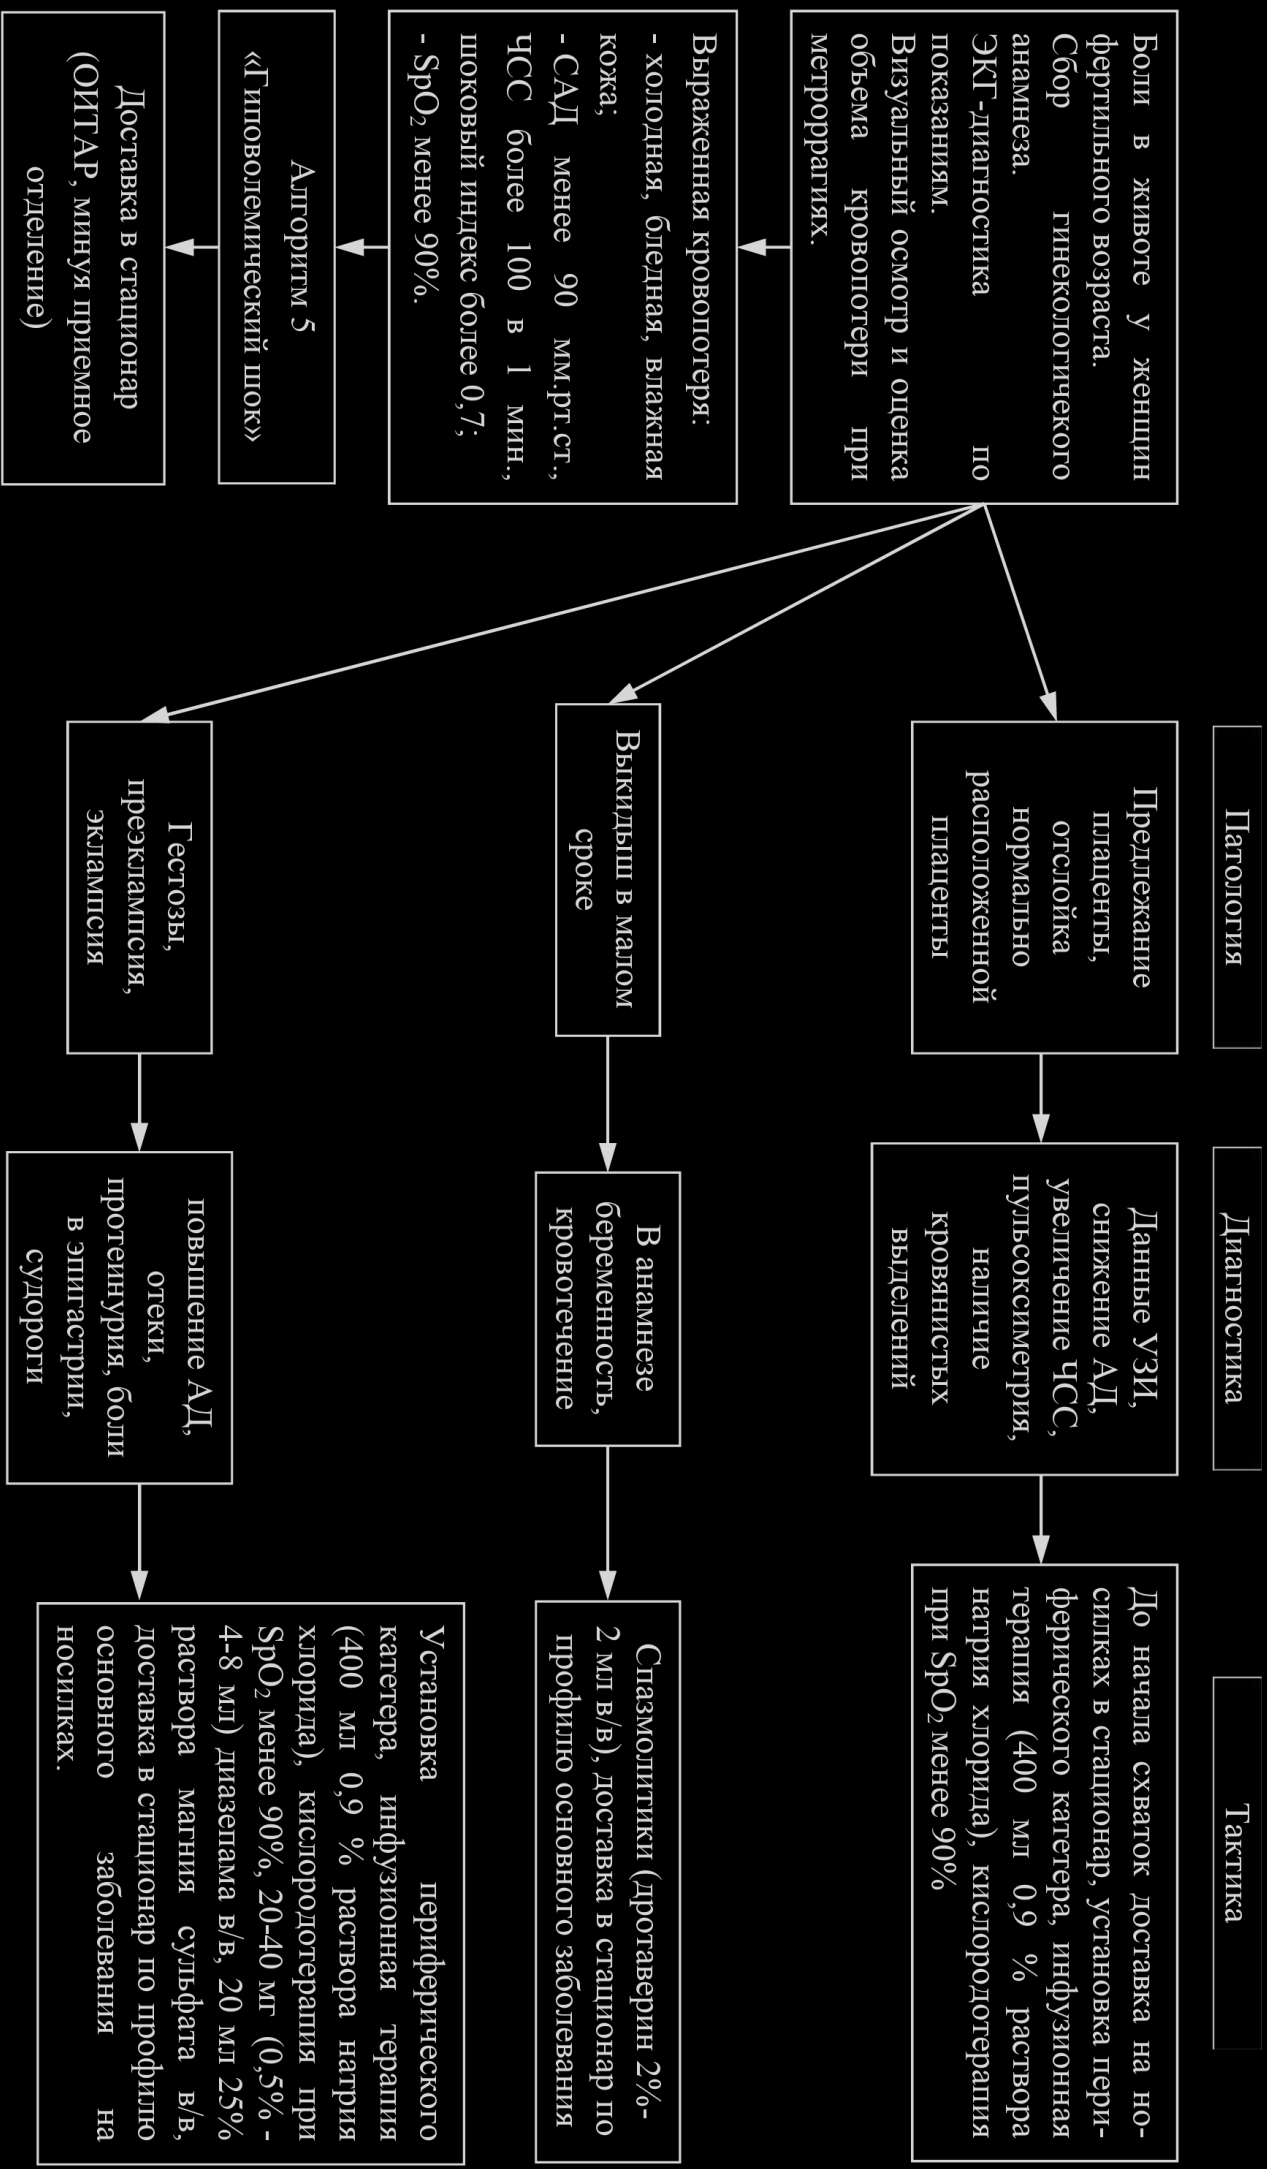 Патология
Диагностика
Тактика
Боли в животе у женщин
фертильного возраста.
Сбор гинекологичекого
анамнеза.
ЭКГ-диагностика по
показаниям.
Визуальный осмотр и оценка
объема кровопотери при
метроррагиях.
Выраженная кровопотеря:
- холодная, бледная, влажная
кожа;
- САД менее 90 мм.рт.ст.,
ЧСС более 100 в 1 мин.,
шоковый индекс более 0,7;
- SpO₂ менее 90%.
Алгоритм 5
«Гиповолемический шок»
Доставка в стационар
(ОИТАР, минуя приемное
отделение)
Предлежание
плаценты,
отслойка
нормально
расположенной
плаценты
Данные УЗИ,
снижение АД,
увеличение ЧСС,
пульсоксиметрия,
наличие
кровянистых
выделений
До начала схваток доставка на но-
силках в стационар, установка пери-
ферического катетера, инфузионная
терапия (400 мл 0,9 % раствора
натрия хлорида), кислородотерапия
при SpO₂ менее 90%
Выкидыш в малом
сроке
В анамнезе
беременность,
кровотечение
Спазмолитики (дротаверин 2%-
2 мл в/в), доставка в стационар по
профилю основного заболевания
Гестозы,
преэклампсия,
эклампсия
повышение АД,
отеки,
протеинурия, боли
в эпигастрии,
судороги
Установка периферического
катетера, инфузионная терапия
(400 мл 0,9 % раствора натрия
хлорида), кислородотерапия при
SpO₂ менее 90%, 20-40 мг (0,5% -
4-8 мл) диазепама в/в, 20 мл 25%
раствора магния сульфата в/в,
доставка в стационар по профилю
основного заболевания на
носилках.